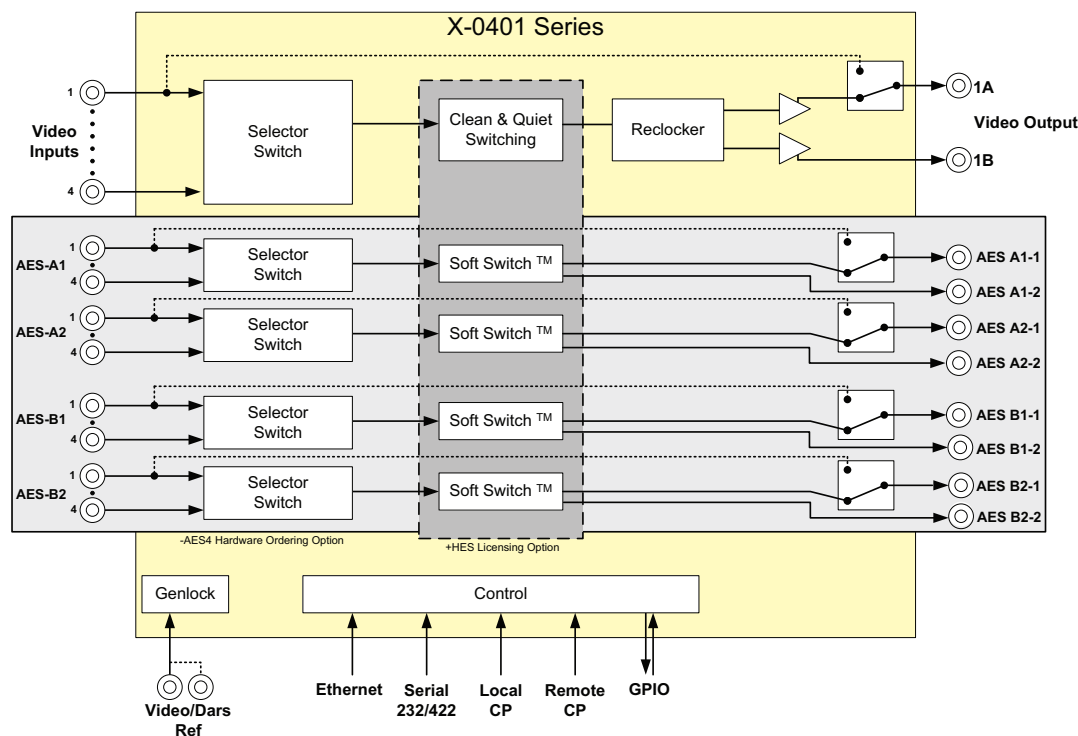 X-0401 Series
1
Video
Inputs
4
Selector
Switch
Clean & Quiet
Switching
Reclocker
1A
Video Output
1B
1
AES-A1
4
Selector
Switch
Soft Switch TM
AES A1-1
AES A1-2
1
AES-A2
4
Selector
Switch
Soft Switch TM
AES A2-1
AES A2-2
1
AES-B1
4
Selector
Switch
Soft Switch TM
AES B1-1
AES B1-2
1
AES-B2
4
Selector
Switch
Soft Switch TM
AES B2-1
AES B2-2
-AES4 Hardware Ordering Option
+HES Licensing Option
Genlock
Control
Video/Dars
Ref
Ethernet
Serial
232/422
Local
CP
Remote
CP
GPIO